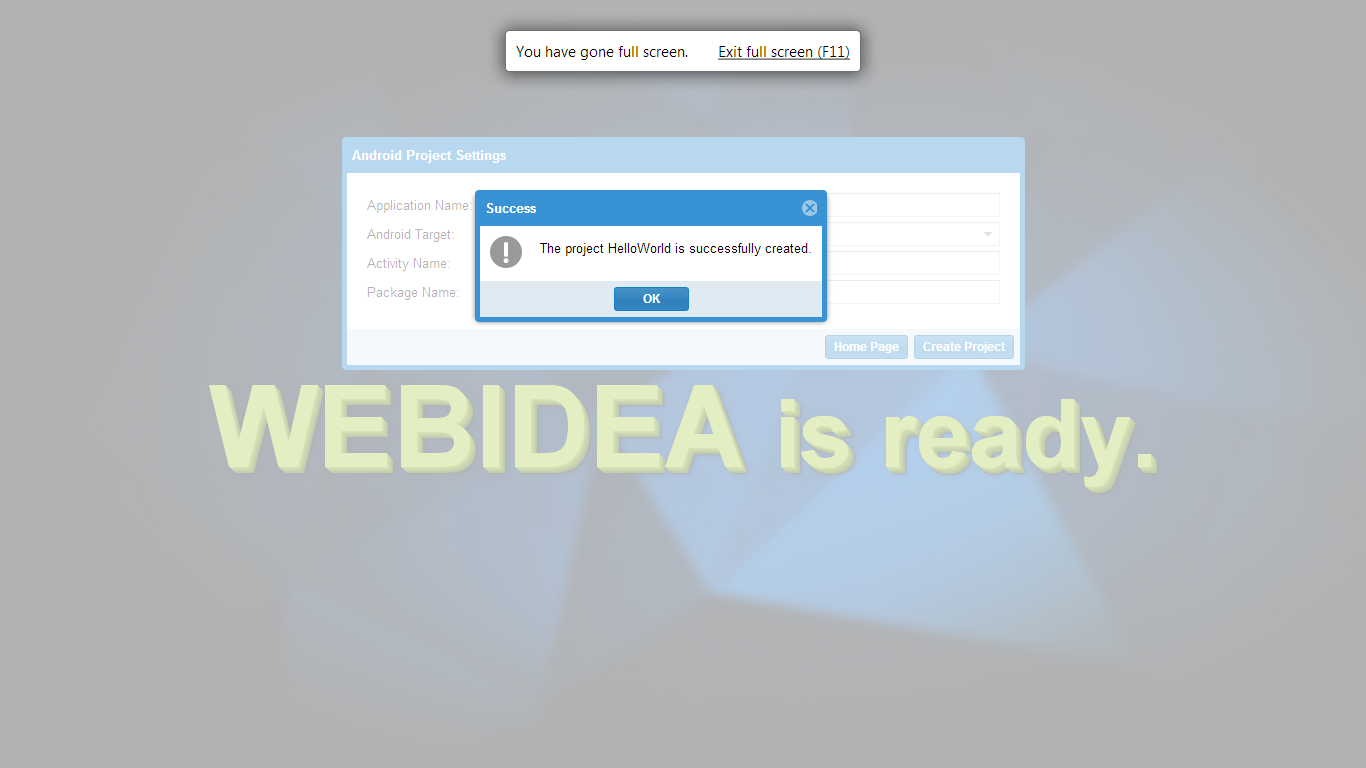 You have gone full screen. Exit full screen (F11)
Android Project Settings
Application Name:
Success
Android Target:
The project HelloWorld is successfully created.
Activity Name:
Package Name:
OK
Home Page Create Project
WEBIDEA is ready.